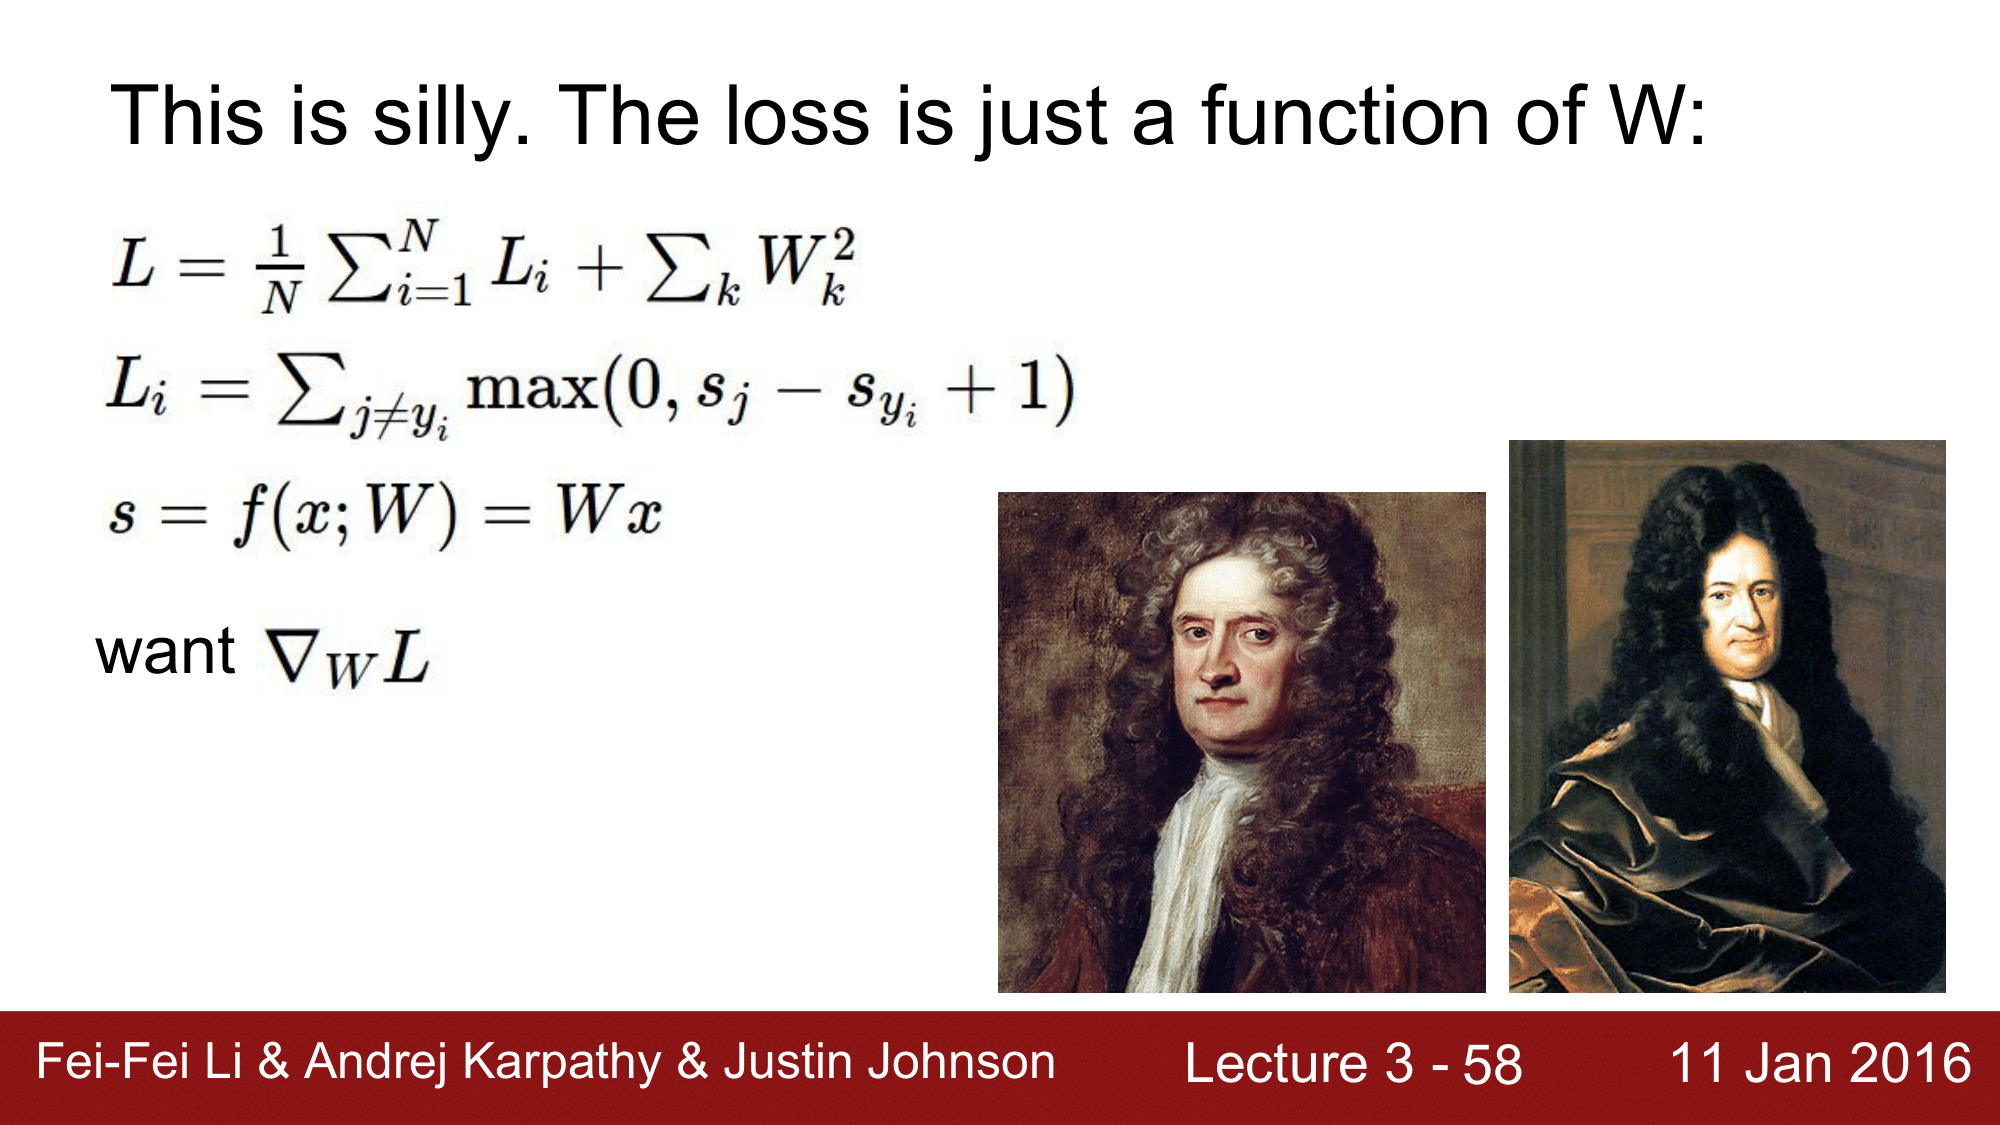 This is silly. The loss is just a function of W:
L = \frac{1}{N} \sum_{i=1}^{N} L_i + \sum_k W_k^2
L_i = \sum_{j \neq y_i} \max(0, s_j - s_{y_i} + 1)
s = f(x; W) = Wx
want \nabla_W L
Fei-Fei Li & Andrej Karpathy & Justin Johnson Lecture 3 - 58 11 Jan 2016